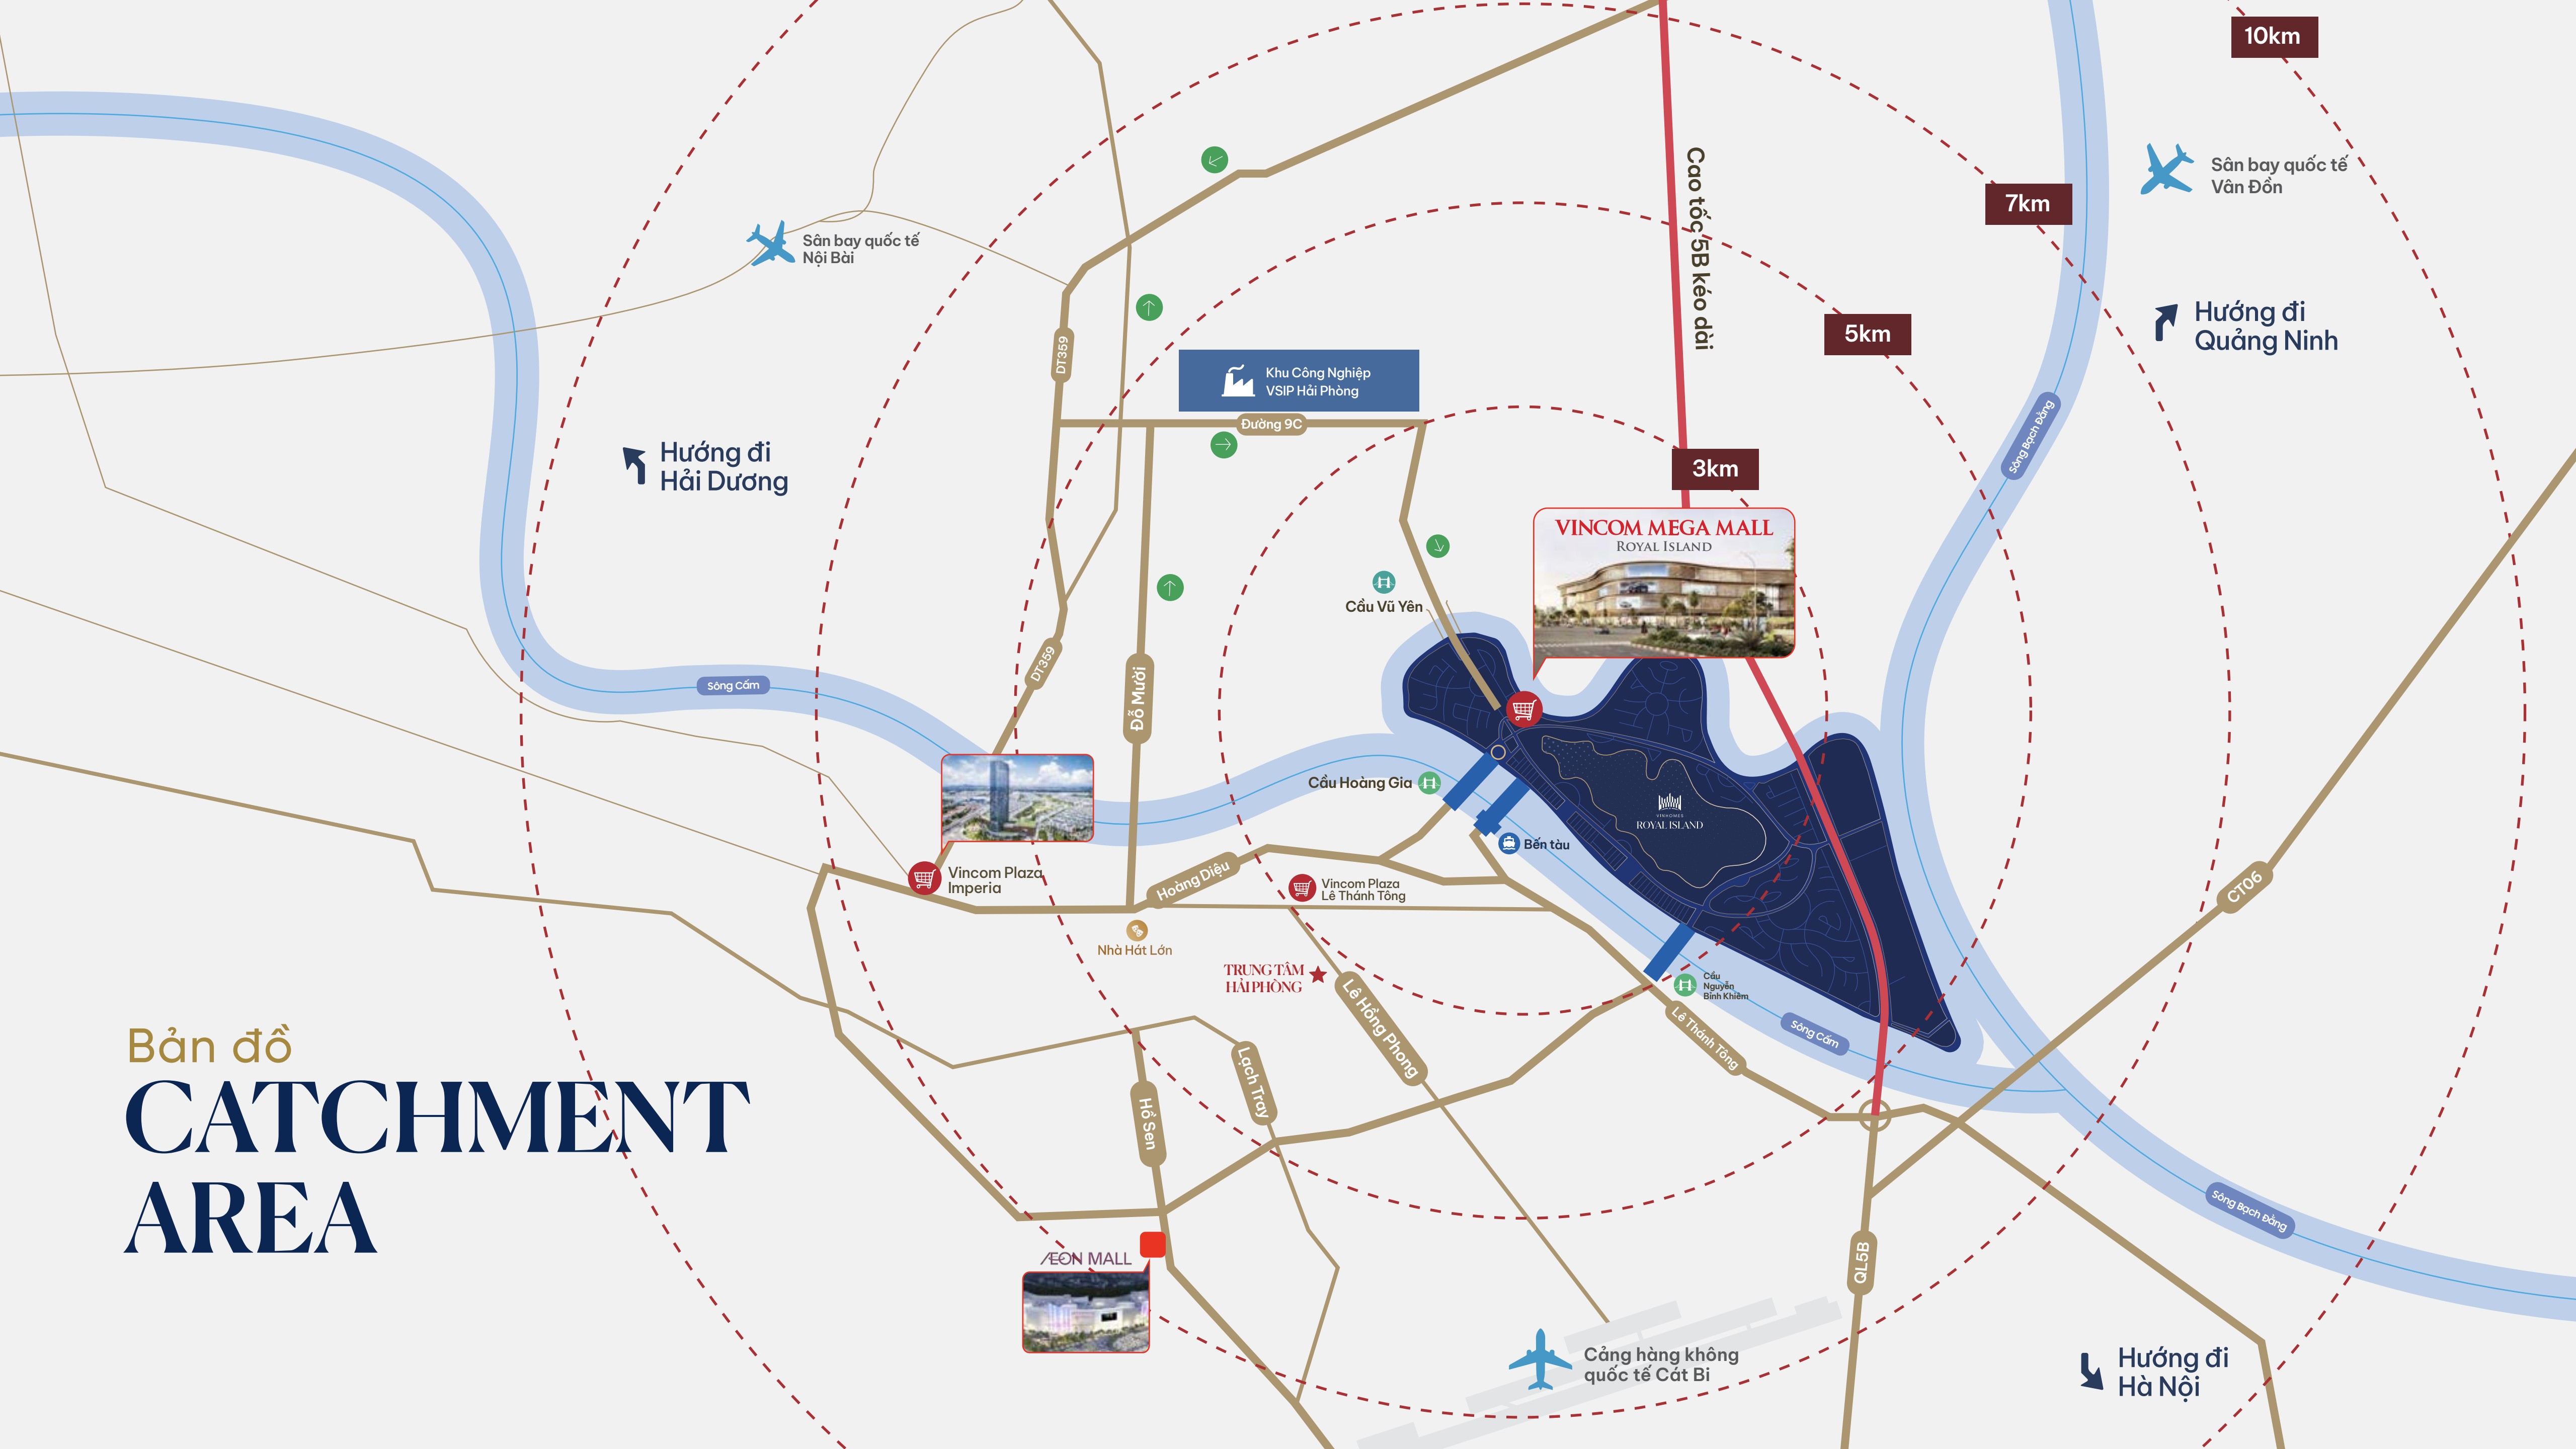 10km
Sân bay quốc tế
Vân Đồn
7km
Cao tốc 5B kéo dài
Sân bay quốc tế
Nội Bài
5km
Hướng đi
Quảng Ninh
DT359
Khu Công Nghiệp
VSIP Hải Phòng
Đường 9C
Sông Bạch Đằng
Hướng đi
Hải Dương
3km
VINCOM MEGA MALL
ROYAL ISLAND
Cầu Vũ Yên
DT359
Đỗ Mười
Sông Cấm
Cầu Hoàng Gia
VINHOMES
ROYAL ISLAND
Bến tàu
Vincom Plaza
Imperia
Hoàng Diệu
Vincom Plaza
Lê Thánh Tông
CT06
Nhà Hát Lớn
TRUNG TÂM
HẢI PHÒNG
Lê Hồng Phong
Cầu
Nguyễn
Bỉnh Khiêm
Lê Thánh Tông
Sông Cấm
Bản đồ
CATCHMENT
AREA
Hồ Sen
Lạch Tray
Sông Bạch Đằng
QL5B
ÆON MALL
Cảng hàng không
quốc tế Cát Bi
Hướng đi
Hà Nội